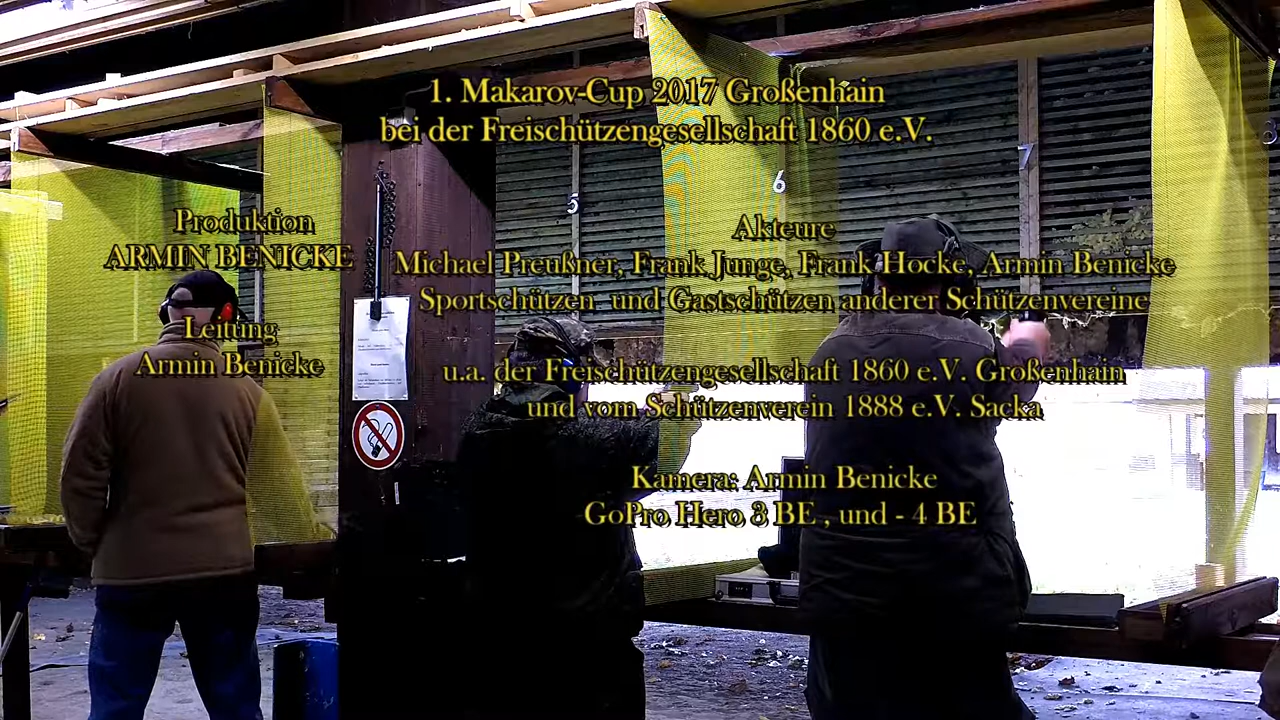 1. Makarov-Cup 2017 Großenhain
bei der Freischützengesellschaft 1860 e.V.
Produktion
ARMIN BENICKE
Leitung
Armin Benicke
Akteure
Michael Preußner, Frank Junge, Frank Hocke, Armin Benicke
Sportschützen und Gastschützen anderer Schützenvereine
u.a. der Freischützengesellschaft 1860 e.V. Großenhain
und vom Schützenverein 1888 e.V. Sacka
Kamera: Armin Benicke
GoPro Hero 3 BE , und - 4 BE
5
6
7
8